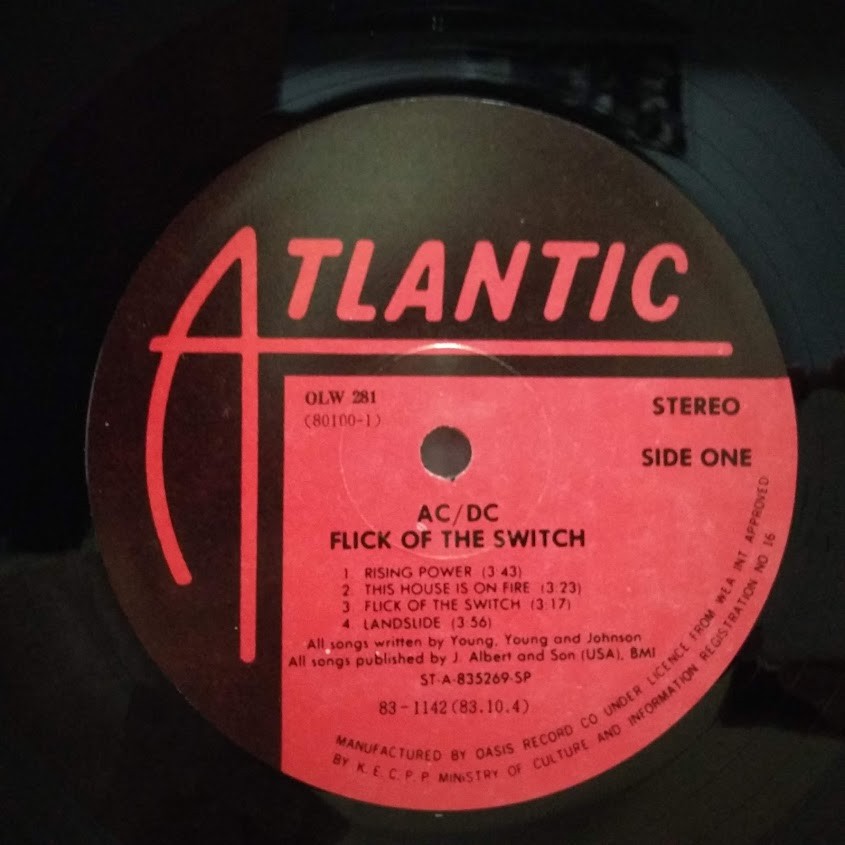 ATLANTIC
OLW 281
(80100-1)
STEREO
SIDE ONE
AC/DC
FLICK OF THE SWITCH
1 RISING POWER (3:43)
2 THIS HOUSE IS ON FIRE (3:23)
3 FLICK OF THE SWITCH (3:17)
4. LANDSLIDE (3:56)
All songs written by Young, Young and Johnson
All songs published by J. Albert and Son (USA), BMI
ST-A-835269-SP
83-1142(83.10.4)
MANUFACTURED BY OASIS RECORD CO UNDER LICENCE FROM WEA INT APPROVED
BY K. E. C. P. P. MINISTRY OF CULTURE AND INFORMATION REGISTRATION NO 16